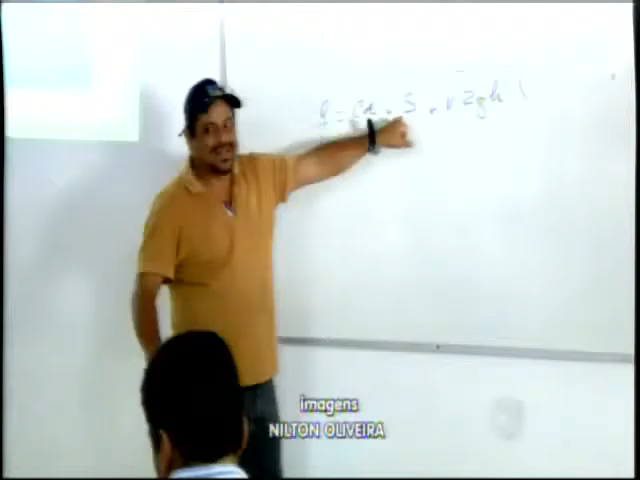 Q = Cd . S . √2gh
imagens
NILTON OLIVEIRA